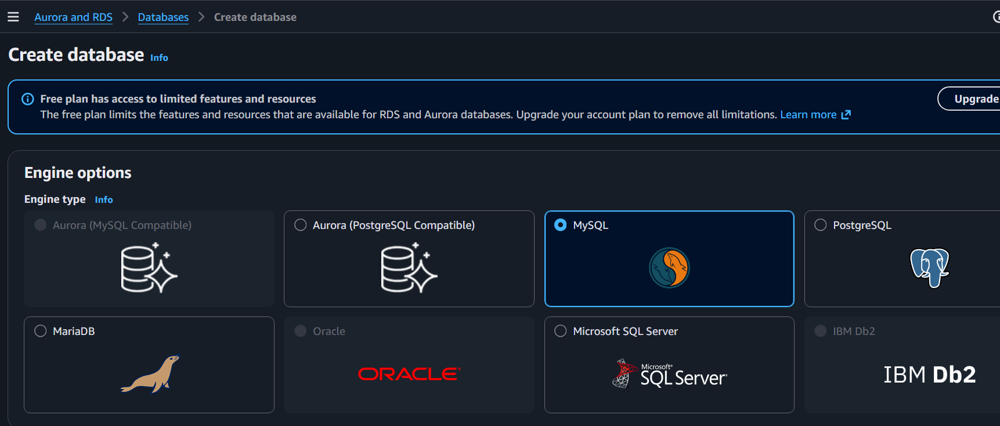 Aurora and RDS > Databases > Create database
Create database Info
Free plan has access to limited features and resources
Upgrade
The free plan limits the features and resources that are available for RDS and Aurora databases. Upgrade your account plan to remove all limitations. Learn more
Engine options
Engine type Info
Aurora (MySQL Compatible)
Aurora (PostgreSQL Compatible)
MySQL
PostgreSQL
MariaDB
Oracle
ORACLE
Microsoft SQL Server
Microsoft®
SQL Server
IBM Db2
IBM Db2